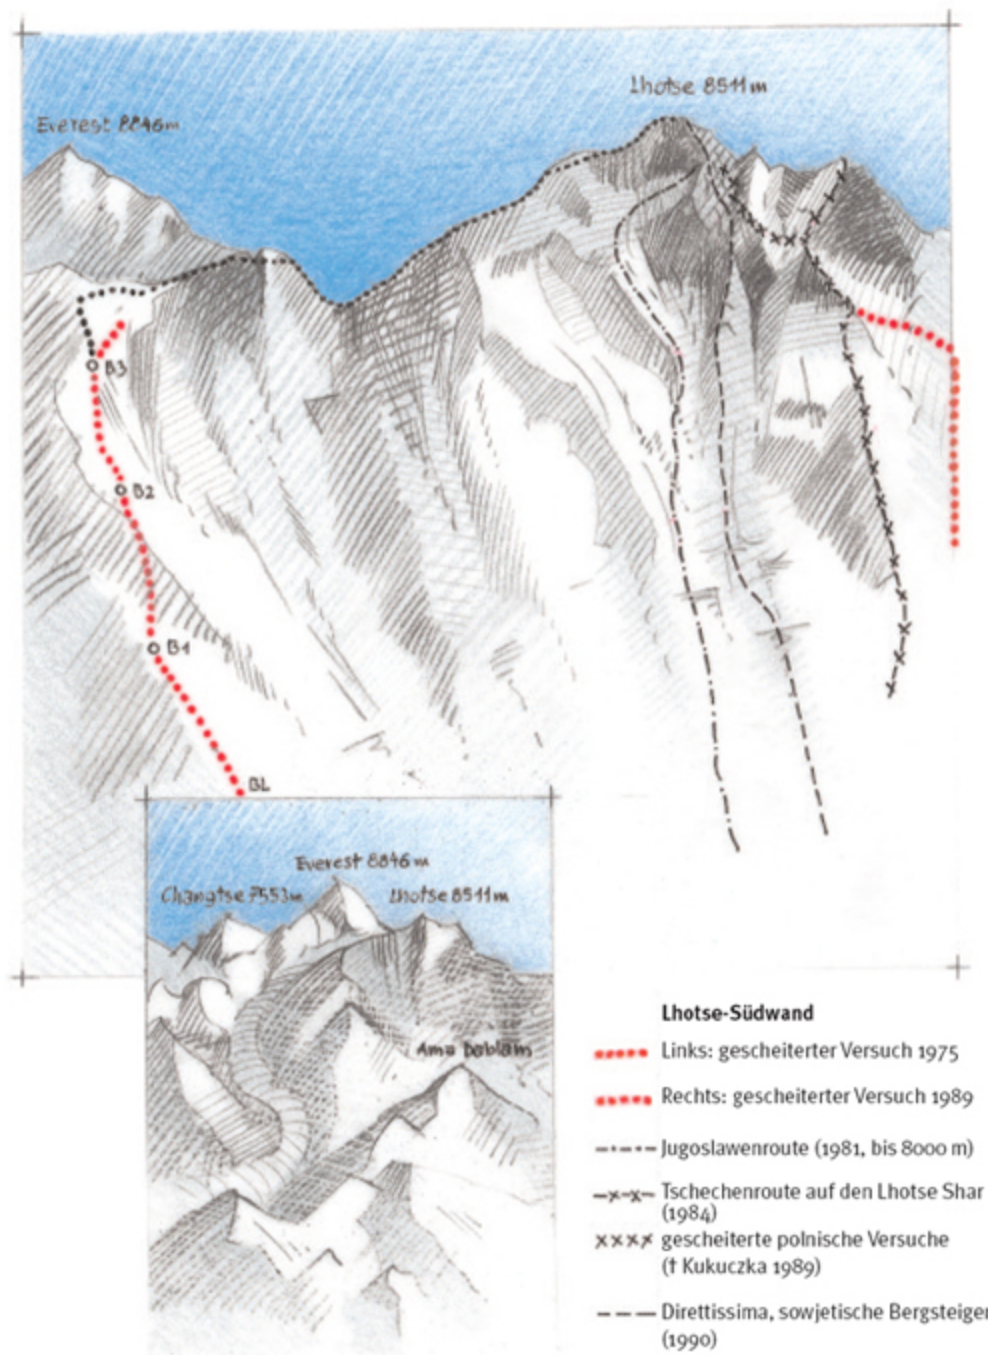 Lhotse 8511m
Everest 8846m
B3
B2
B1
BL
Everest 8846m
Changtse 7553m
Lhotse 8511m
Ama Dablam
Lhotse-Südwand
Links: gescheiterter Versuch 1975
Rechts: gescheiterter Versuch 1989
Jugoslawenroute (1981, bis 8000 m)
Tschechenroute auf den Lhotse Shar
(1984)
gescheiterte polnische Versuche
(† Kukuczka 1989)
Direttissima, sowjetische Bergsteiger
(1990)